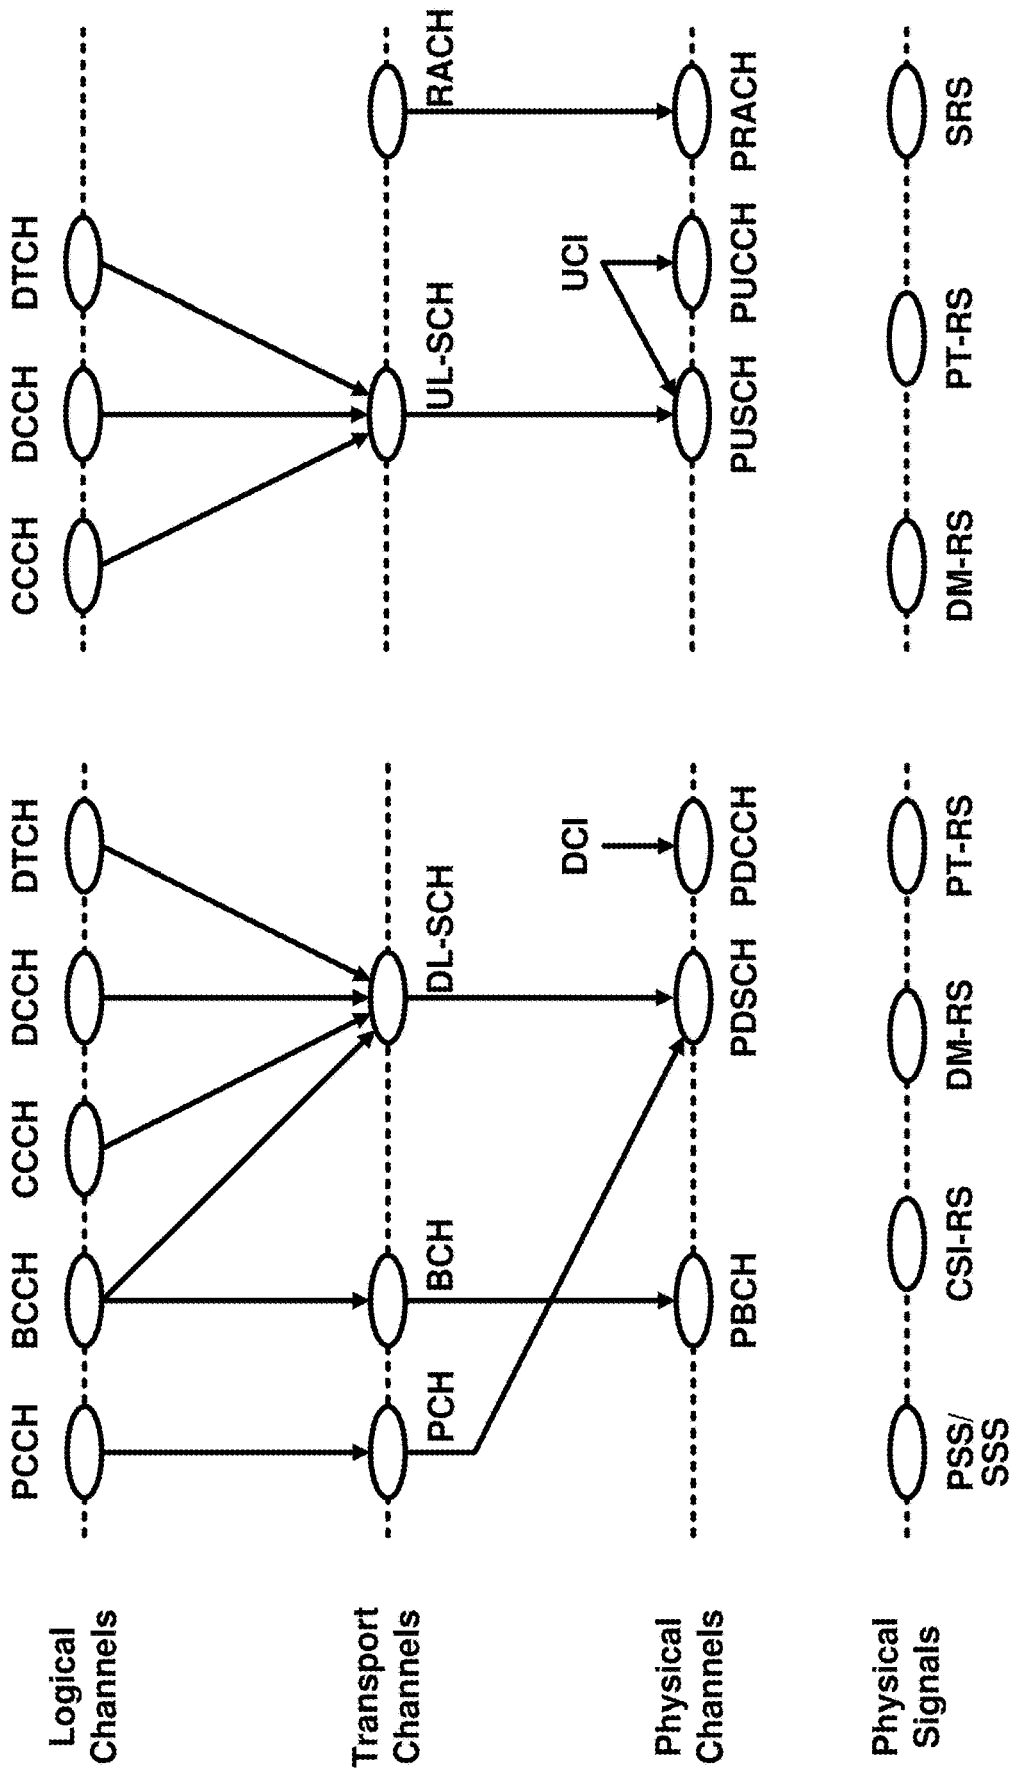 Logical
Channels
PCCH
BCCH
CCCH
DCCH
DTCH
CCCH
DCCH
DTCH
Transport
Channels
PCH
BCH
DL-SCH
UL-SCH
RACH
DCI
UCI
Physical
Channels
PBCH
PDSCH
PDCCH
PUSCH
PUCCH
PRACH
Physical
Signals
PSS/
SSS
CSI-RS
DM-RS
PT-RS
DM-RS
PT-RS
SRS